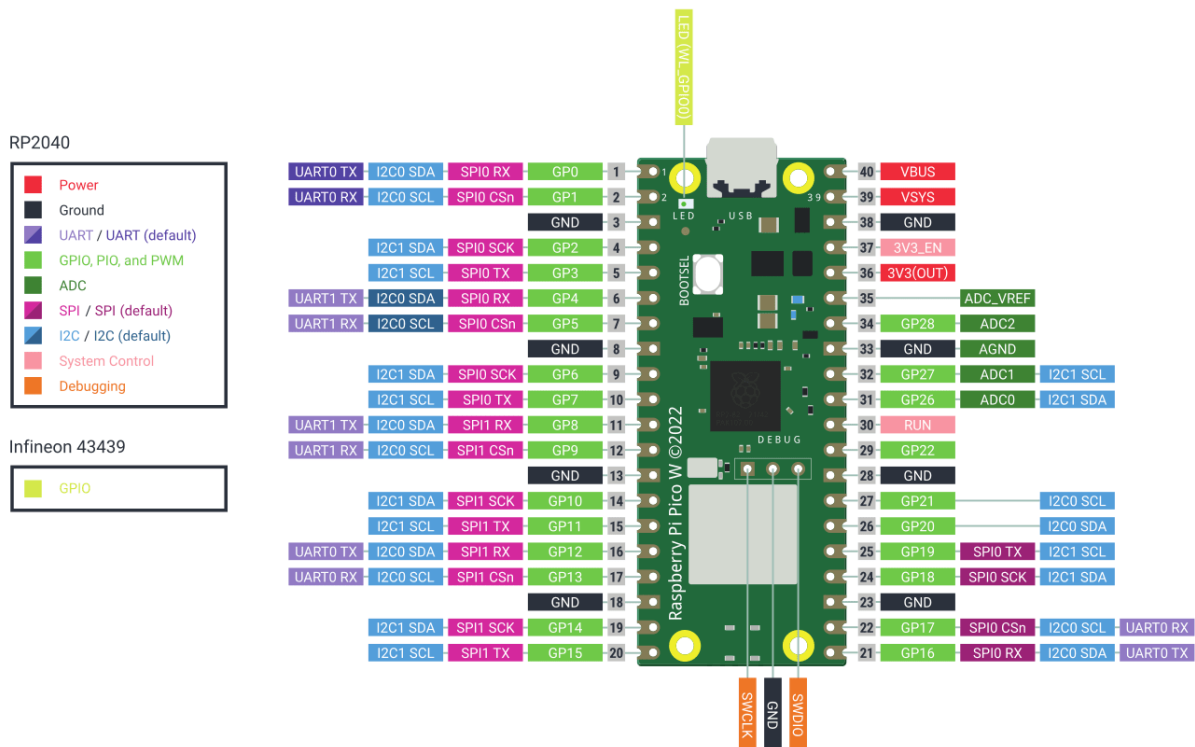 LED (WL_GPIO0)
RP2040
Power
Ground
UART / UART (default)
GPIO, PIO, and PWM
ADC
SPI / SPI (default)
I2C / I2C (default)
System Control
Debugging
Infineon 43439
GPIO
UART0 TX I2C0 SDA SPI0 RX GP0 1
UART0 RX I2C0 SCL SPI0 CSn GP1 2
GND 3
I2C1 SDA SPI0 SCK GP2 4
I2C1 SCL SPI0 TX GP3 5
UART1 TX I2C0 SDA SPI0 RX GP4 6
UART1 RX I2C0 SCL SPI0 CSn GP5 7
GND 8
I2C1 SDA SPI0 SCK GP6 9
I2C1 SCL SPI0 TX GP7 10
UART1 TX I2C0 SDA SPI1 RX GP8 11
UART1 RX I2C0 SCL SPI1 CSn GP9 12
GND 13
I2C1 SDA SPI1 SCK GP10 14
I2C1 SCL SPI1 TX GP11 15
UART0 TX I2C0 SDA SPI1 RX GP12 16
UART0 RX I2C0 SCL SPI1 CSn GP13 17
GND 18
I2C1 SDA SPI1 SCK GP14 19
I2C1 SCL SPI1 TX GP15 20
1
2
39
LED
USB
BOOTSEL
DEBUG
Raspberry Pi Pico W ©2022
40 VBUS
39 VSYS
38 GND
37 3V3_EN
36 3V3(OUT)
35 ADC_VREF
34 GP28 ADC2
33 GND AGND
32 GP27 ADC1 I2C1 SCL
31 GP26 ADC0 I2C1 SDA
30 RUN
29 GP22
28 GND
27 GP21 I2C0 SCL
26 GP20 I2C0 SDA
25 GP19 SPI0 TX I2C1 SCL
24 GP18 SPI0 SCK I2C1 SDA
23 GND
22 GP17 SPI0 CSn I2C0 SCL UART0 RX
21 GP16 SPI0 RX I2C0 SDA UART0 TX
SWCLK
GND
SWDIO